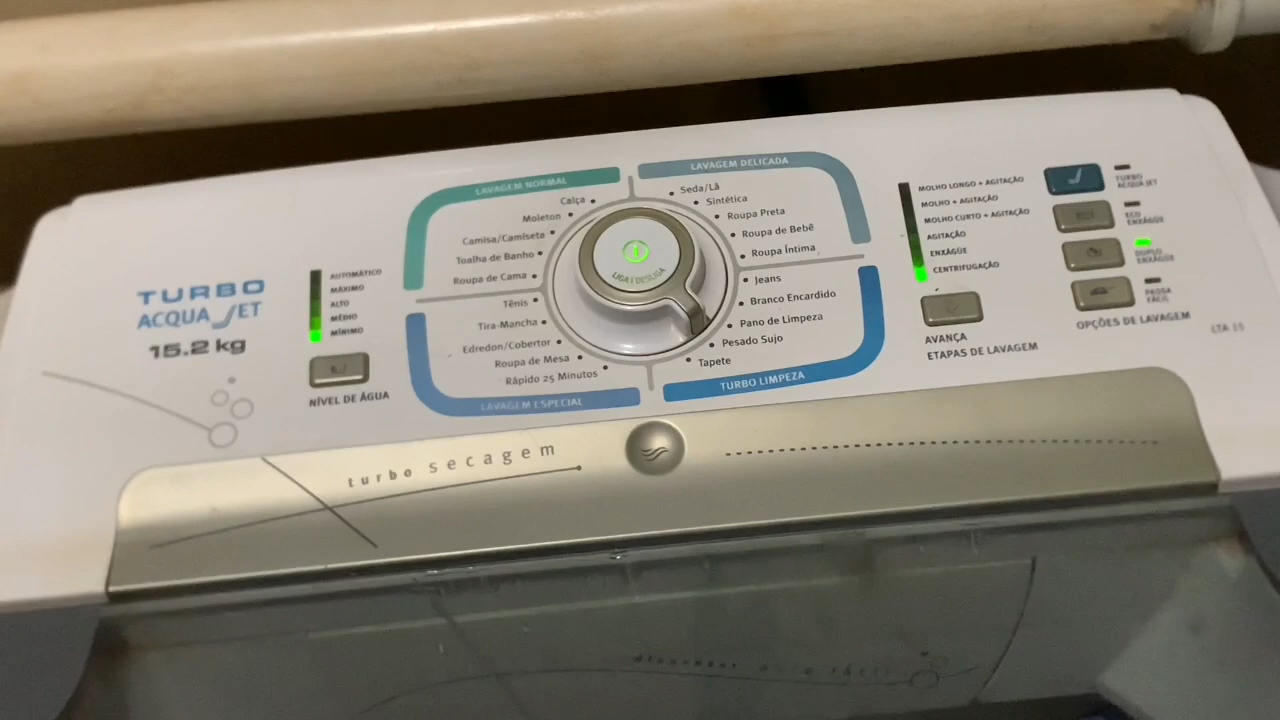 TURBO
ACQUA JET
15.2 kg
AUTOMÁTICO
MÁXIMO
ALTO
MÉDIO
MÍNIMO
NÍVEL DE ÁGUA
LAVAGEM NORMAL
Calça
Moleton
Camisa/Camiseta
Toalha de Banho
Roupa de Cama
Tênis
Tira-Mancha
Edredon/Cobertor
Roupa de Mesa
Rápido 25 Minutos
LAVAGEM ESPECIAL
LIGA/DESLIGA
LAVAGEM DELICADA
Seda/Lã
Sintética
Roupa Preta
Roupa de Bebê
Roupa Íntima
Jeans
Branco Encardido
Pano de Limpeza
Pesado Sujo
Tapete
TURBO LIMPEZA
MOLHO LONGO + AGITAÇÃO
MOLHO + AGITAÇÃO
MOLHO CURTO + AGITAÇÃO
AGITAÇÃO
ENXÁGÜE
CENTRIFUGAÇÃO
AVANÇA
ETAPAS DE LAVAGEM
TURBO
ACQUA JET
ECO
ENXÁGÜE
DUPLO
ENXÁGÜE
PASSA
FÁCIL
OPÇÕES DE LAVAGEM
LTA 15
turbo secagem
dispenser